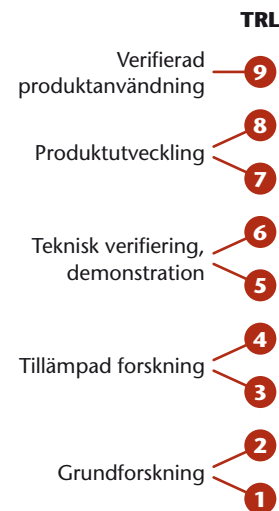 TRL
Verifierad
produktanvändning
9
8
Produktutveckling
7
6
Teknisk verifiering,
demonstration
5
4
Tillämpad forskning
3
2
Grundforskning
1